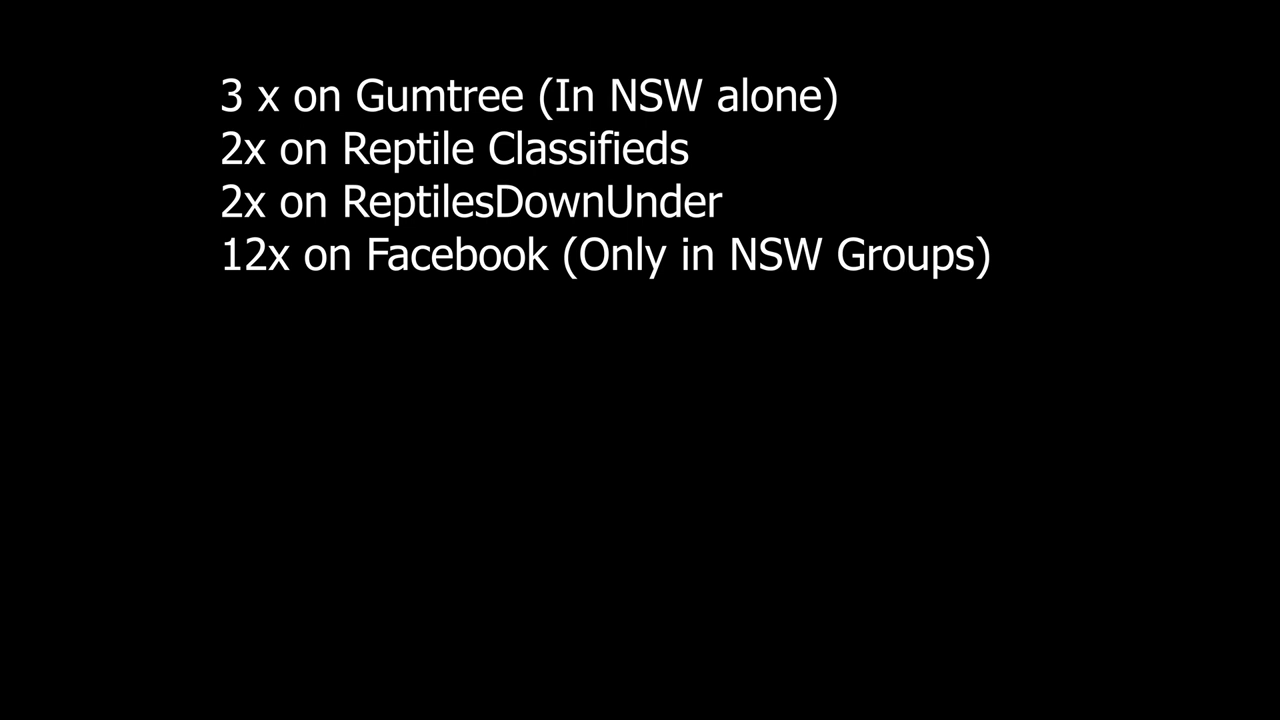 3 x on Gumtree (In NSW alone)
2x on Reptile Classifieds
2x on ReptilesDownUnder
12x on Facebook (Only in NSW Groups)